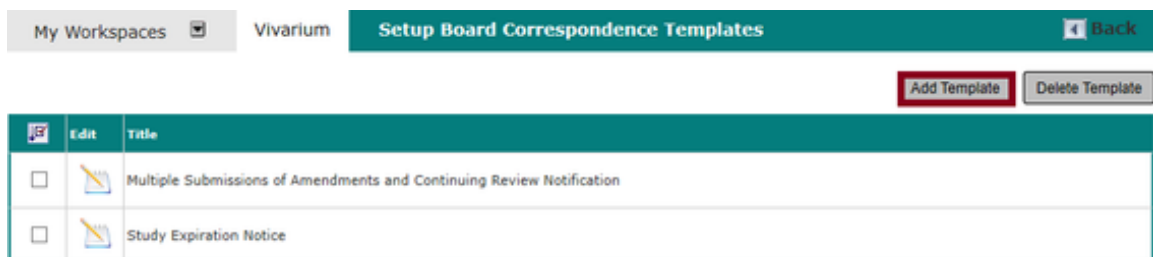 My Workspaces Vivarium Setup Board Correspondence Templates Back
Add Template Delete Template
Edit Title
Multiple Submissions of Amendments and Continuing Review Notification
Study Expiration Notice